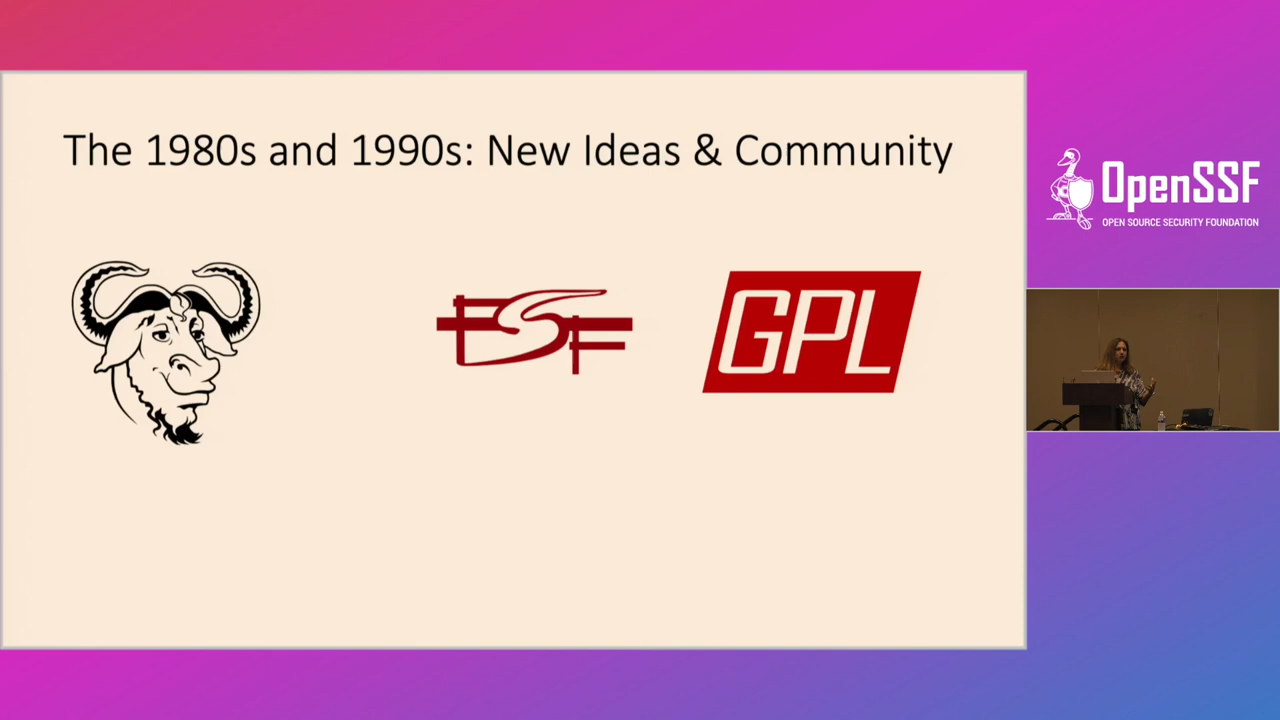 The 1980s and 1990s: New Ideas & Community
FSF
GPL
OpenSSF
OPEN SOURCE SECURITY FOUNDATION